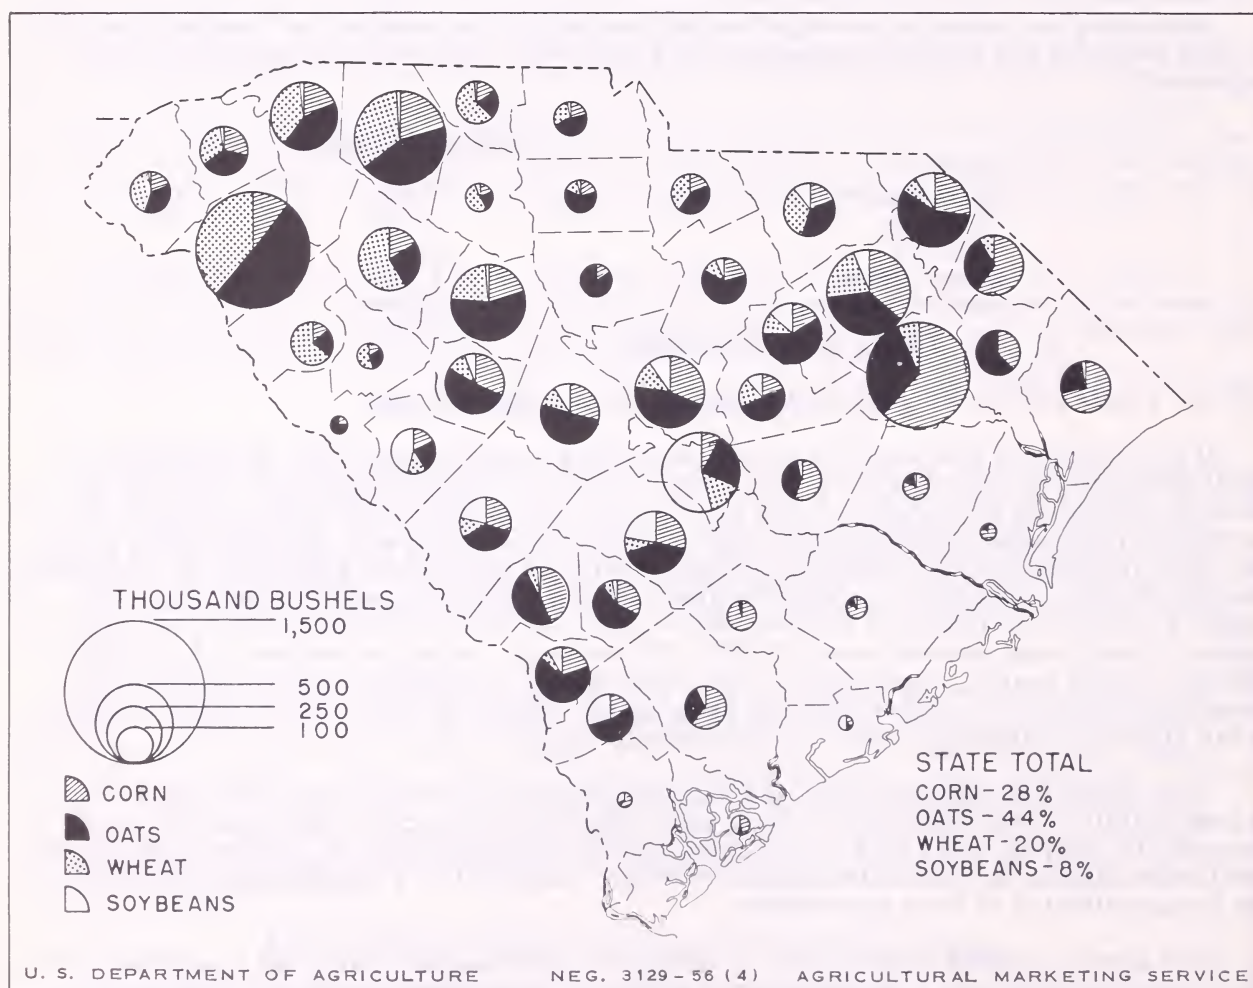 THOUSAND BUSHELS
1,500
500
250
100
CORN
OATS
WHEAT
SOYBEANS
STATE TOTAL
CORN-28%
OATS-44%
WHEAT-20%
SOYBEANS-8%
U. S. DEPARTMENT OF AGRICULTURE NEG. 3129-56 (4) AGRICULTURAL MARKETING SERVICE